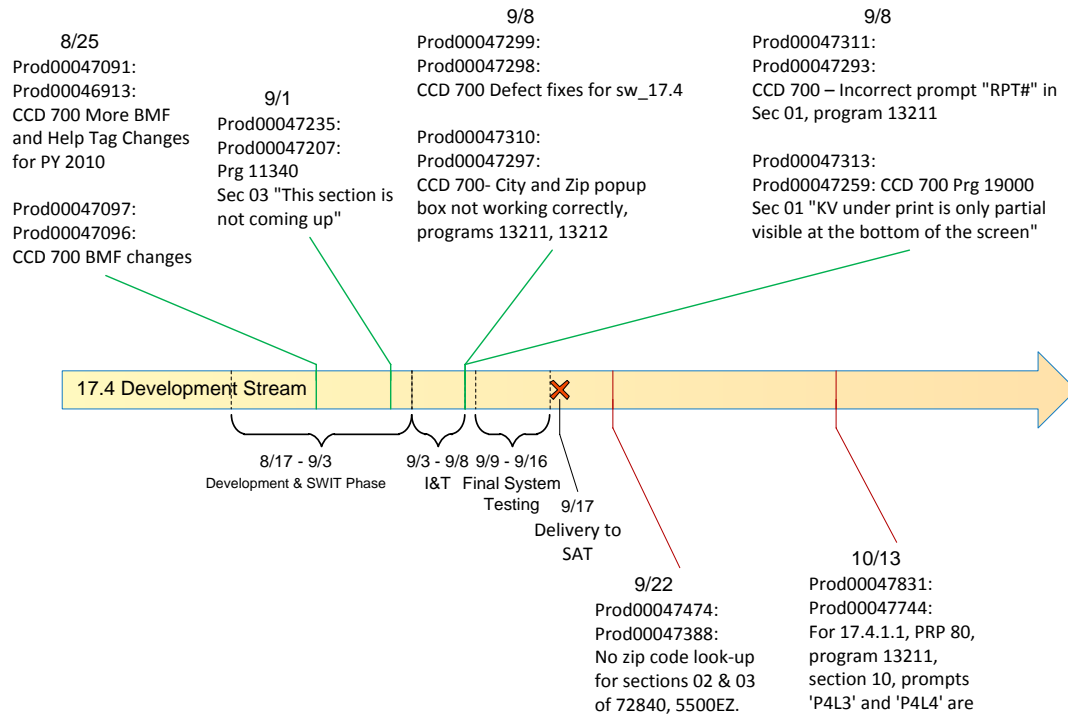 8/25
Prod00047091:
Prod00046913:
CCD 700 More BMF
and Help Tag Changes
for PY 2010
Prod00047097:
Prod00047096:
CCD 700 BMF changes
9/1
Prod00047235:
Prod00047207:
Prg 11340
Sec 03 "This section is
not coming up"
9/8
Prod00047299:
Prod00047298:
CCD 700 Defect fixes for sw_17.4
Prod00047310:
Prod00047297:
CCD 700- City and Zip popup
box not working correctly,
programs 13211, 13212
9/8
Prod00047311:
Prod00047293:
CCD 700 – Incorrect prompt "RPT#" in
Sec 01, program 13211
Prod00047313:
Prod00047259: CCD 700 Prg 19000
Sec 01 "KV under print is only partial
visible at the bottom of the screen"
17.4 Development Stream
8/17 - 9/3
Development & SWIT Phase
9/3 - 9/8
I&T
9/9 - 9/16
Final System
Testing
9/17
Delivery to
SAT
9/22
Prod00047474:
Prod00047388:
No zip code look-up
for sections 02 & 03
of 72840, 5500EZ.
10/13
Prod00047831:
Prod00047744:
For 17.4.1.1, PRP 80,
program 13211,
section 10, prompts
'P4L3' and 'P4L4' are